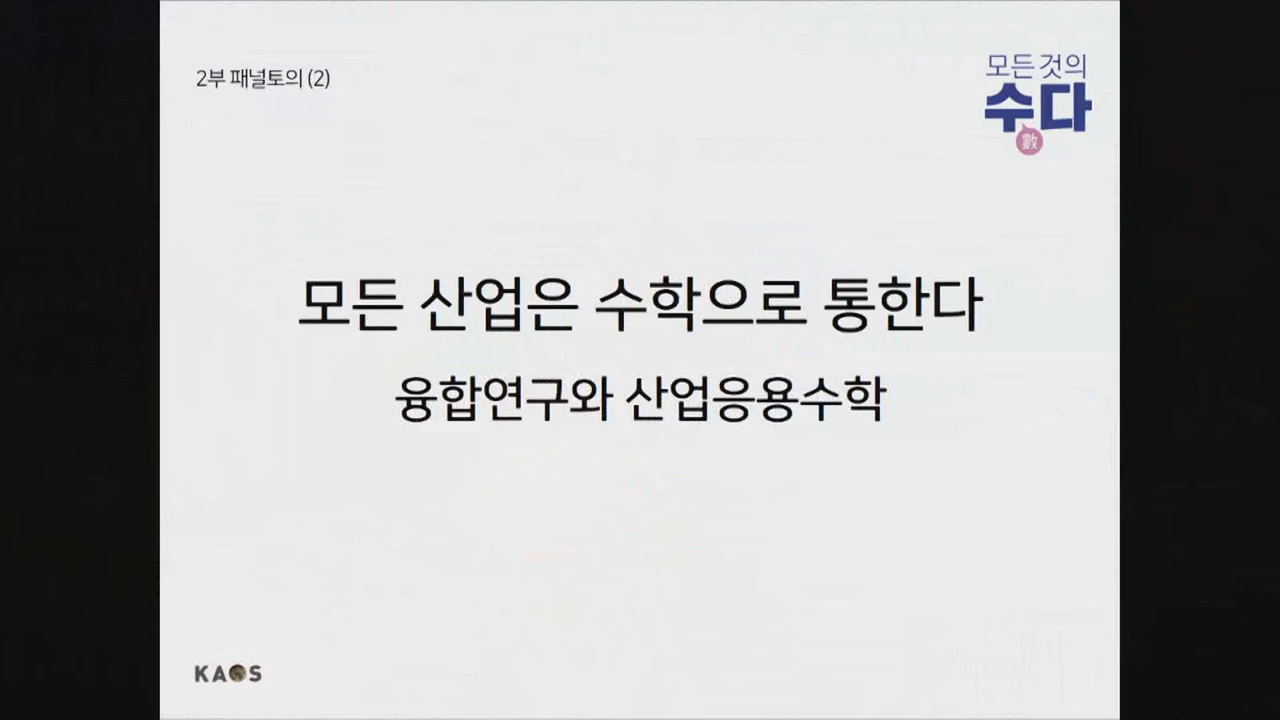 2부 패널토의 (2)
모든 것의
수다
數
모든 산업은 수학으로 통한다
융합연구와 산업응용수학
KAOS